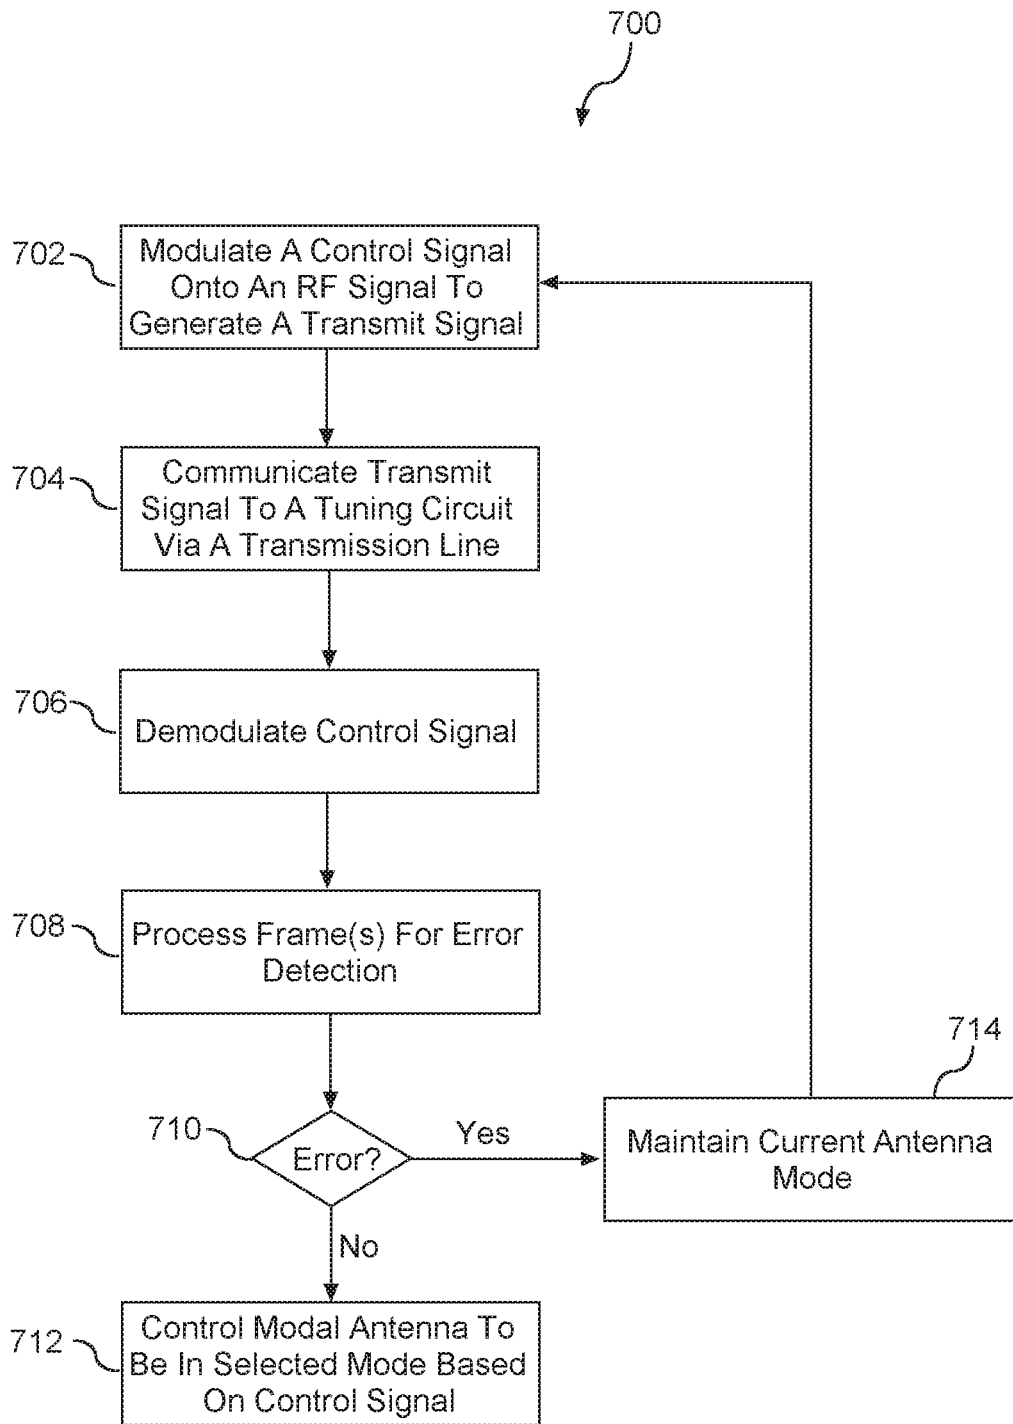 700
702
Modulate A Control Signal
Onto An RF Signal To
Generate A Transmit Signal
704
Communicate Transmit
Signal To A Tuning Circuit
Via A Transmission Line
706
Demodulate Control Signal
708
Process Frame(s) For Error
Detection
710
Error?
Yes
714
Maintain Current Antenna
Mode
No
712
Control Modal Antenna To
Be In Selected Mode Based
On Control Signal